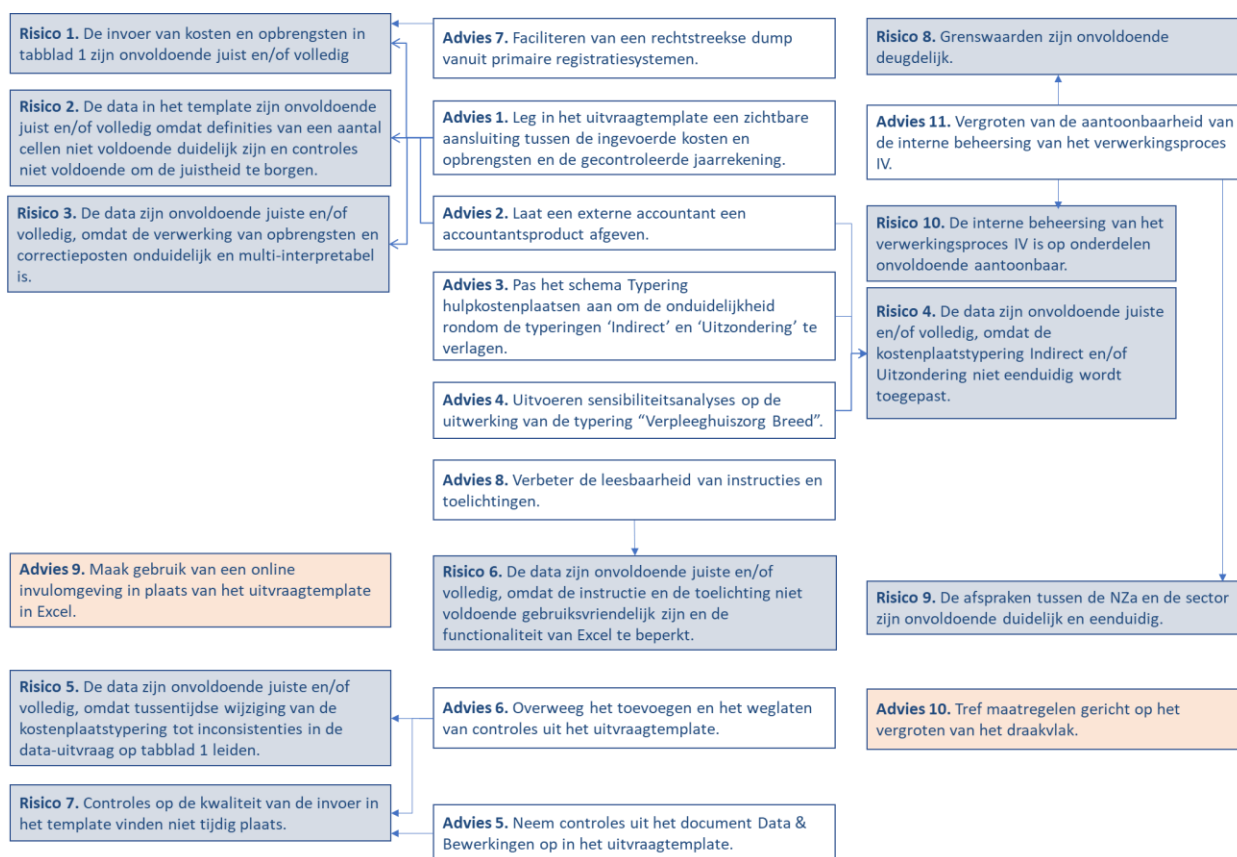 Risico 1. De invoer van kosten en opbrengsten in
tabblad 1 zijn onvoldoende juist en/of volledig
Risico 2. De data in het template zijn onvoldoende
juist en/of volledig omdat definities van een aantal
cellen niet voldoende duidelijk zijn en controles
niet voldoende om de juistheid te borgen.
Risico 3. De data zijn onvoldoende juiste en/of
volledig, omdat de verwerking van opbrengsten en
correctieposten onduidelijk en multi-interpretabel
is.
Advies 9. Maak gebruik van een online
invulomgeving in plaats van het uitvraagtemplate
in Excel.
Risico 5. De data zijn onvoldoende juiste en/of
volledig, omdat tussentijdse wijziging van de
kostenplaatstypering tot inconsistenties in de
data-uitvraag op tabblad 1 leiden.
Risico 7. Controles op de kwaliteit van de invoer in
het template vinden niet tijdig plaats.
Advies 7. Faciliteren van een rechtstreekse dump
vanuit primaire registratiesystemen.
Advies 1. Leg in het uitvraagtemplate een zichtbare
aansluiting tussen de ingevoerde kosten en
opbrengsten en de gecontroleerde jaarrekening.
Advies 2. Laat een externe accountant een
accountantsproduct afgeven.
Advies 3. Pas het schema Typering
hulpkostenplaatsen aan om de onduidelijkheid
rondom de typeringen ‘Indirect’ en ‘Uitzondering’ te
verlagen.
Advies 4. Uitvoeren sensibiliteitsanalyses op de
uitwerking van de typering “Verpleeghuiszorg Breed”.
Advies 8. Verbeter de leesbaarheid van instructies en
toelichtingen.
Risico 6. De data zijn onvoldoende juiste en/of
volledig, omdat de instructie en de toelichting niet
voldoende gebruiksvriendelijk zijn en de
functionaliteit van Excel te beperkt.
Advies 6. Overweeg het toevoegen en het weglaten
van controles uit het uitvraagtemplate.
Advies 5. Neem controles uit het document Data &
Bewerkingen op in het uitvraagtemplate.
Risico 8. Grenswaarden zijn onvoldoende
deugdelijk.
Advies 11. Vergroten van de aantoonbaarheid van
de interne beheersing van het verwerkingsproces
IV.
Risico 10. De interne beheersing van het
verwerkingsproces IV is op onderdelen
onvoldoende aantoonbaar.
Risico 4. De data zijn onvoldoende juiste
en/of volledig, omdat de
kostenplaatstypering Indirect en/of
Uitzondering niet eenduidig wordt
toegepast.
Risico 9. De afspraken tussen de NZa en de sector
zijn onvoldoende duidelijk en eenduidig.
Advies 10. Tref maatregelen gericht op het
vergroten van het draakvlak.